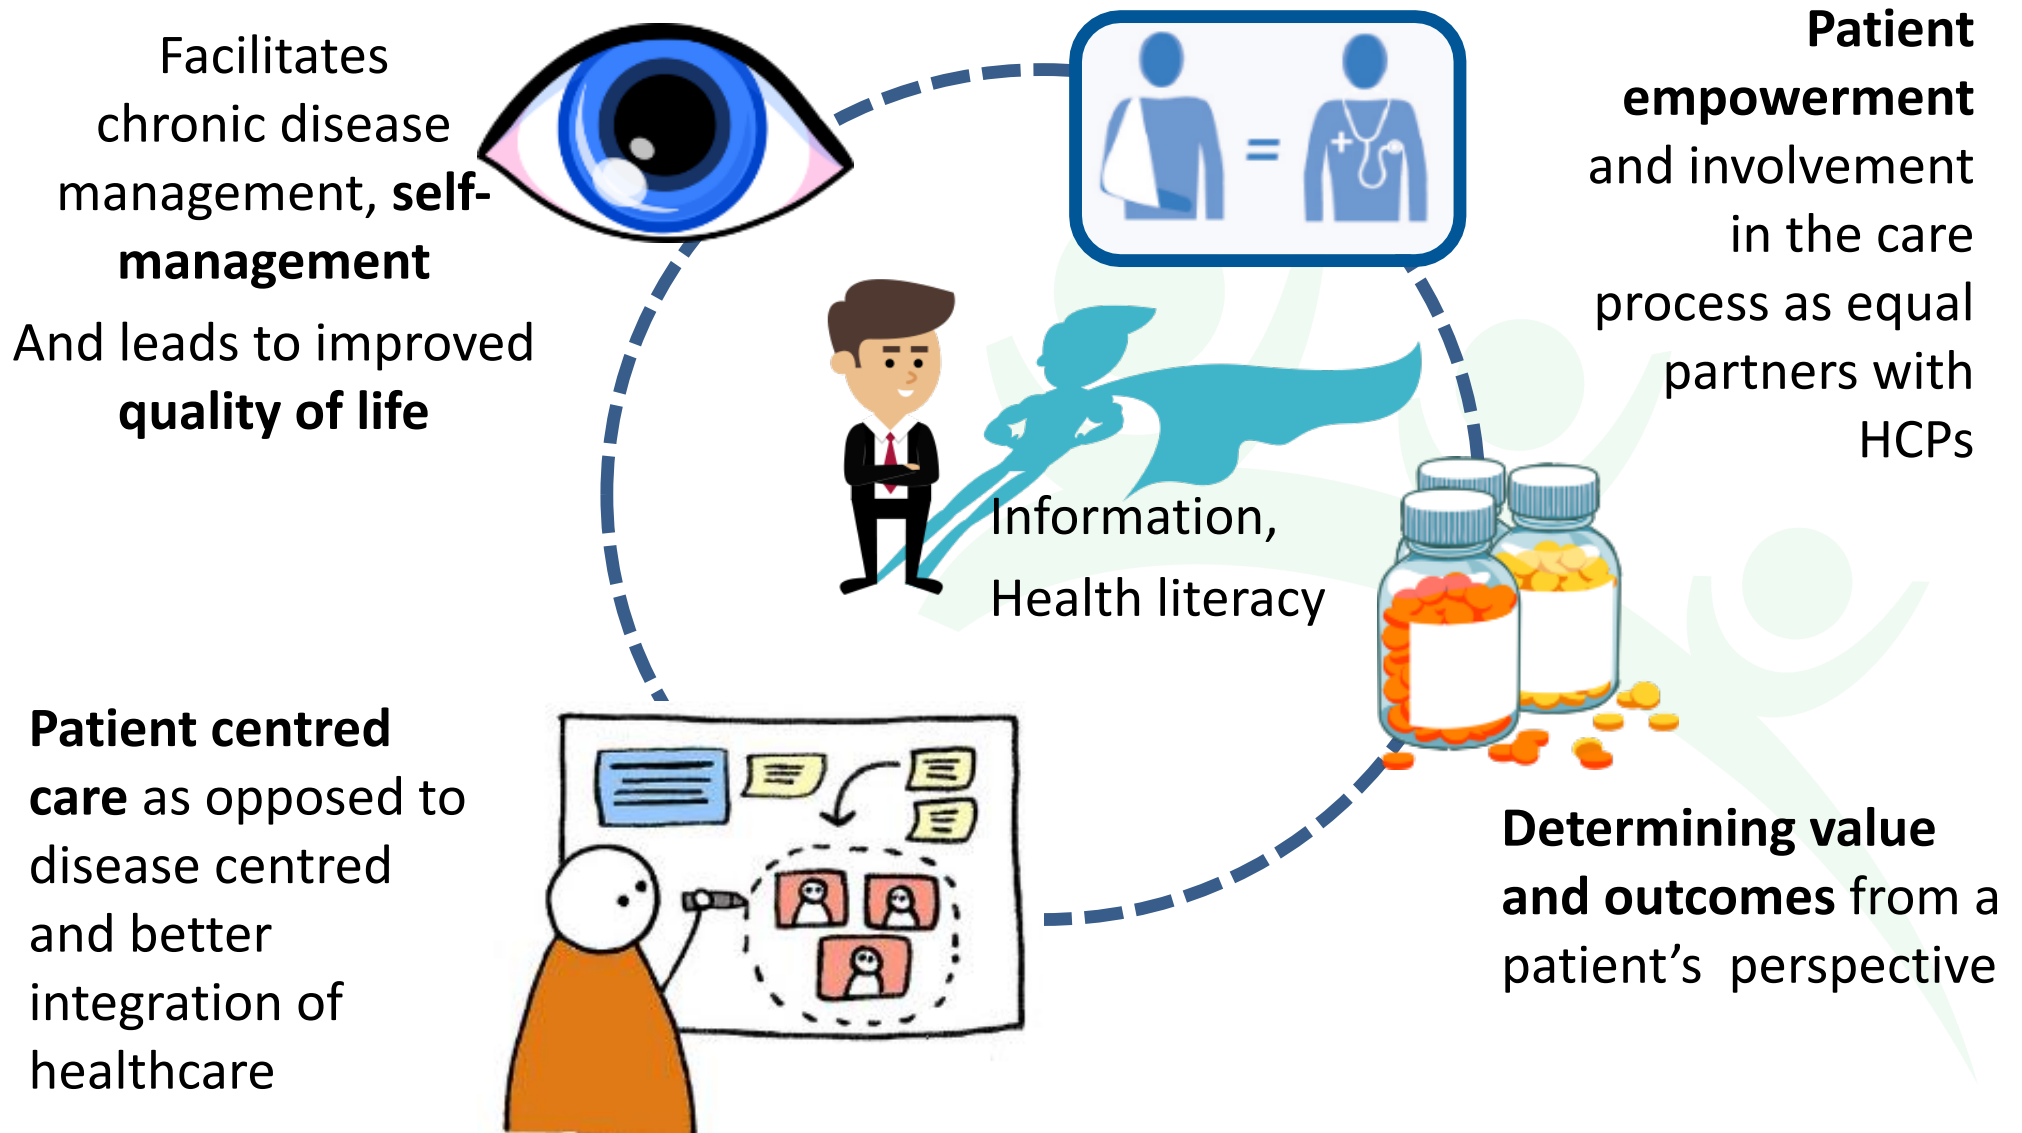 Facilitates
chronic disease
management, self-
management
And leads to improved
quality of life
Patient
empowerment
and involvement
in the care
process as equal
partners with
HCPs
Information,
Health literacy
Patient centred
care as opposed to
disease centred
and better
integration of
healthcare
Determining value
and outcomes from a
patient’s  perspective